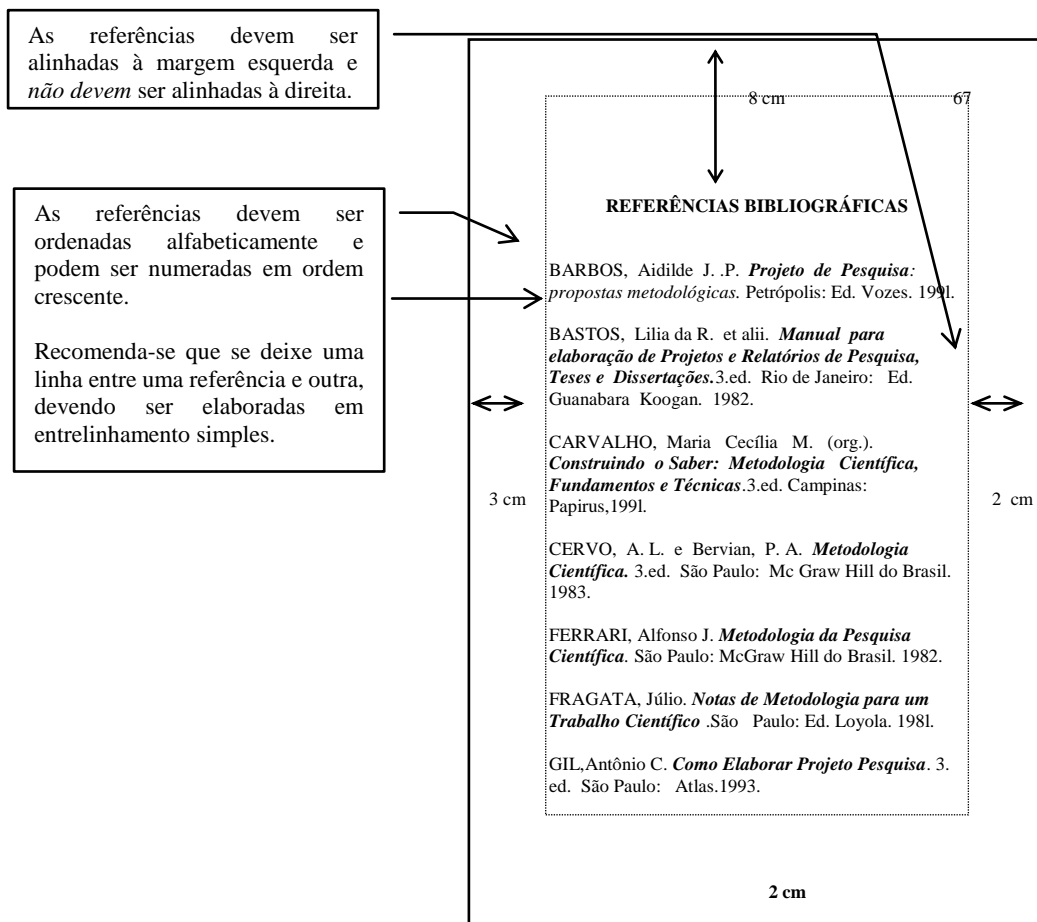 As referências devem ser
alinhadas à margem esquerda e
não devem ser alinhadas à direita.
As referências devem ser
ordenadas alfabeticamente e
podem ser numeradas em ordem
crescente.
Recomenda-se que se deixe uma
linha entre uma referência e outra,
devendo ser elaboradas em
entrelinhamento simples.
8 cm
67
REFERÊNCIAS BIBLIOGRÁFICAS
BARBOS, Aidilde J. .P. Projeto de Pesquisa:
propostas metodológicas. Petrópolis: Ed. Vozes. 199l.
BASTOS, Lilia da R. et alii. Manual para
elaboração de Projetos e Relatórios de Pesquisa,
Teses e Dissertações.3.ed. Rio de Janeiro: Ed.
Guanabara Koogan. 1982.
CARVALHO, Maria Cecília M. (org.).
Construindo o Saber: Metodologia Científica,
Fundamentos e Técnicas.3.ed. Campinas:
Papirus,199l.
CERVO, A. L. e Bervian, P. A. Metodologia
Científica. 3.ed. São Paulo: Mc Graw Hill do Brasil.
1983.
FERRARI, Alfonso J. Metodologia da Pesquisa
Científica. São Paulo: McGraw Hill do Brasil. 1982.
FRAGATA, Júlio. Notas de Metodologia para um
Trabalho Científico .São Paulo: Ed. Loyola. 198l.
GIL,Antônio C. Como Elaborar Projeto Pesquisa. 3.
ed. São Paulo: Atlas.1993.
3 cm
2 cm
2 cm